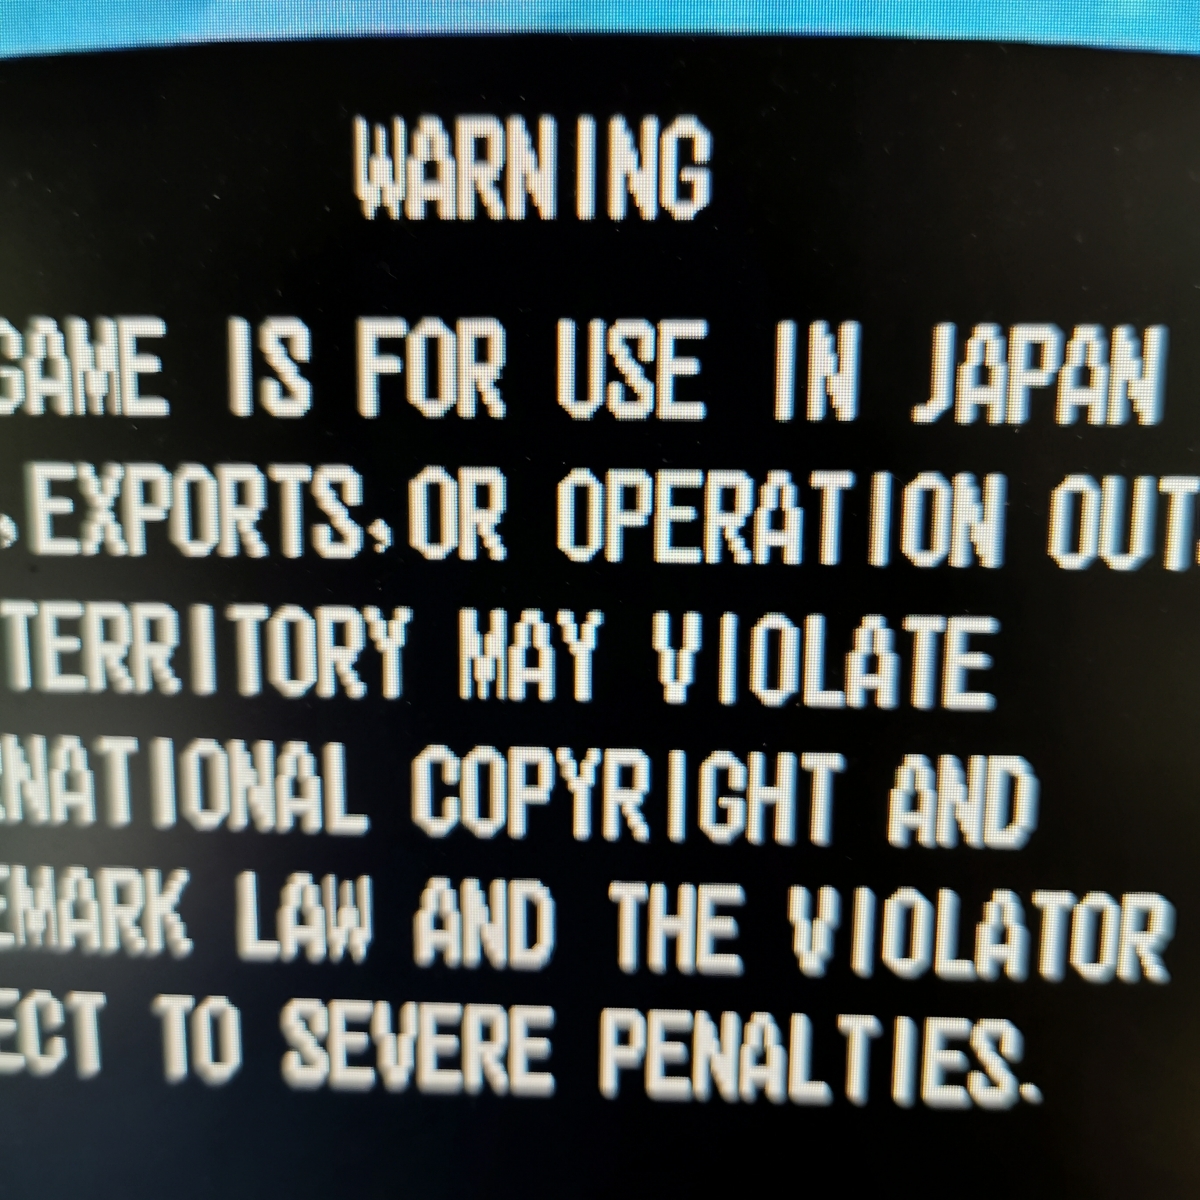 WARNING
GAME IS FOR USE IN JAPAN
, EXPORTS, OR OPERATION OUT
TERRITORY MAY VIOLATE
RNATIONAL COPYRIGHT AND
EMARK LAW AND THE VIOLATOR
ECT TO SEVERE PENALTIES.